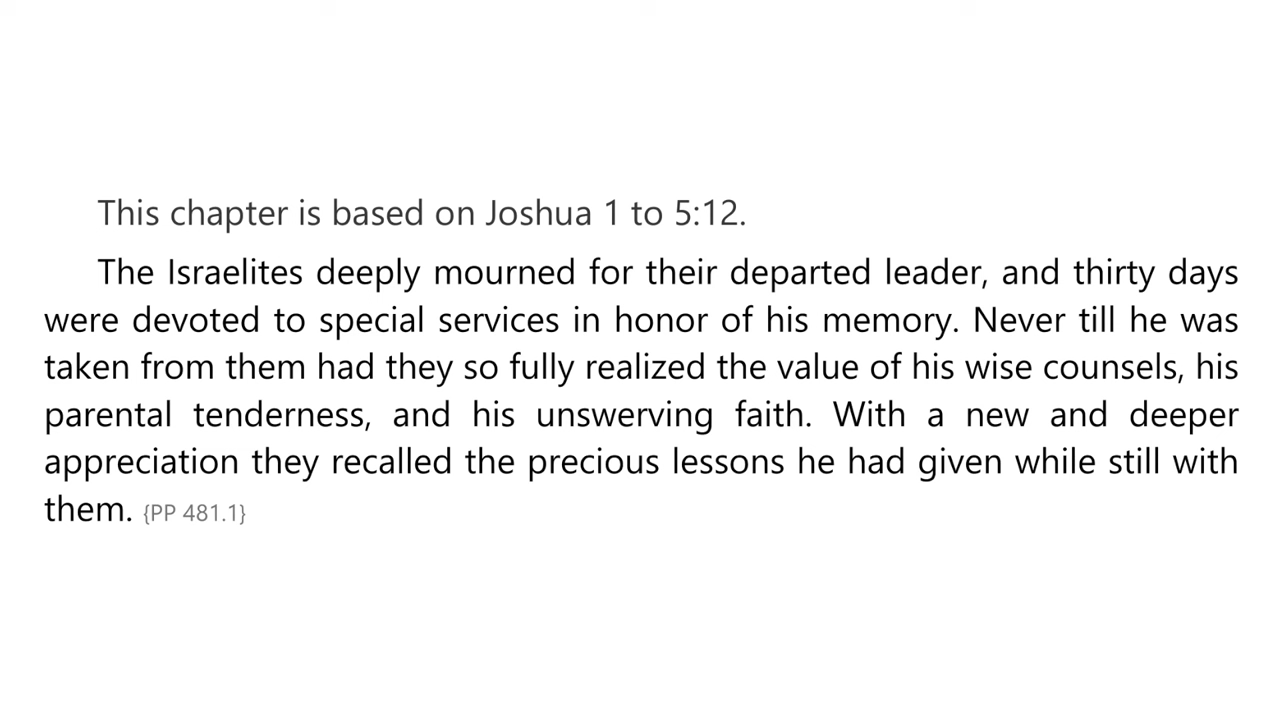 This chapter is based on Joshua 1 to 5:12.
The Israelites deeply mourned for their departed leader, and thirty days
were devoted to special services in honor of his memory. Never till he was
taken from them had they so fully realized the value of his wise counsels, his
parental tenderness, and his unswerving faith. With a new and deeper
appreciation they recalled the precious lessons he had given while still with
them. {PP 481.1}